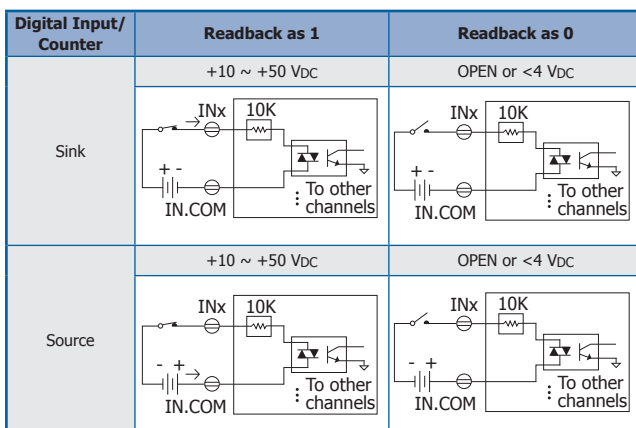 Digital Input/
Counter
Readback as 1
Readback as 0
Sink
+10 ~ +50 VDC
OPEN or <4 VDC
INx
10K
+ -
IN.COM
To other
channels
INx
10K
+ -
IN.COM
To other
channels
Source
+10 ~ +50 VDC
OPEN or <4 VDC
INx
10K
- +
IN.COM
To other
channels
INx
10K
- +
IN.COM
To other
channels